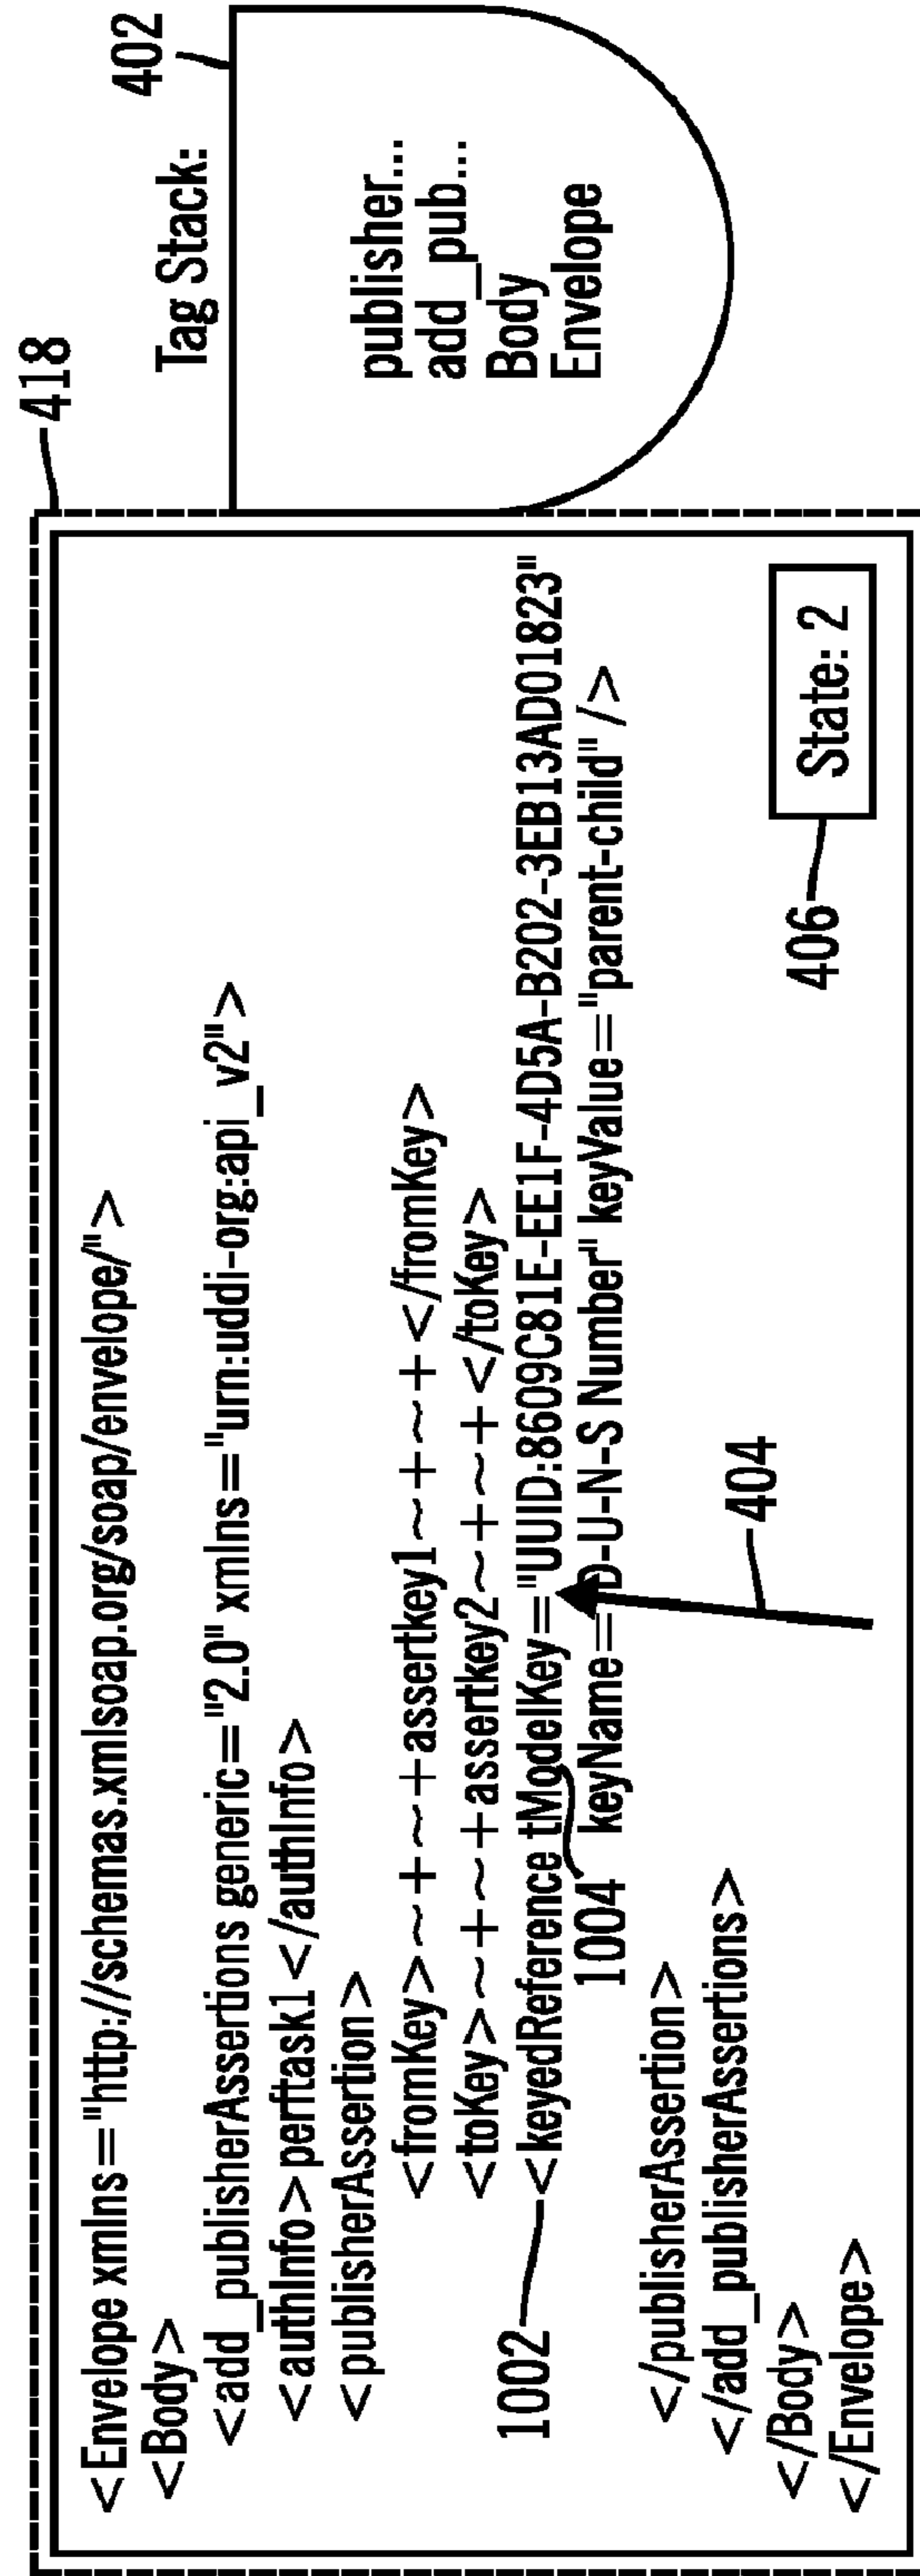 418
<Envelope xmlns="http://schemas.xmlsoap.org/soap/envelope/">
<Body>
<add_publisherAssertions generic="2.0" xmlns="urn:uddi-org:api_v2">
<authInfo>perftask1</authInfo>
<publisherAssertion>
<fromKey>~+~+assertkey1~+~+</fromKey>
<toKey>~+~+assertkey2~+~+</toKey>
1002
<keyedReference tModelKey="UUID:8609C81E-EE1F-4D5A-B202-3EB13AD01823"
1004
keyName="D-U-N-S Number" keyValue="parent-child"/>
</publisherAssertion>
</add_publisherAssertions>
</Body>
</Envelope>
404
406
State: 2
Tag Stack:
402
publisher...
add_pub...
Body
Envelope